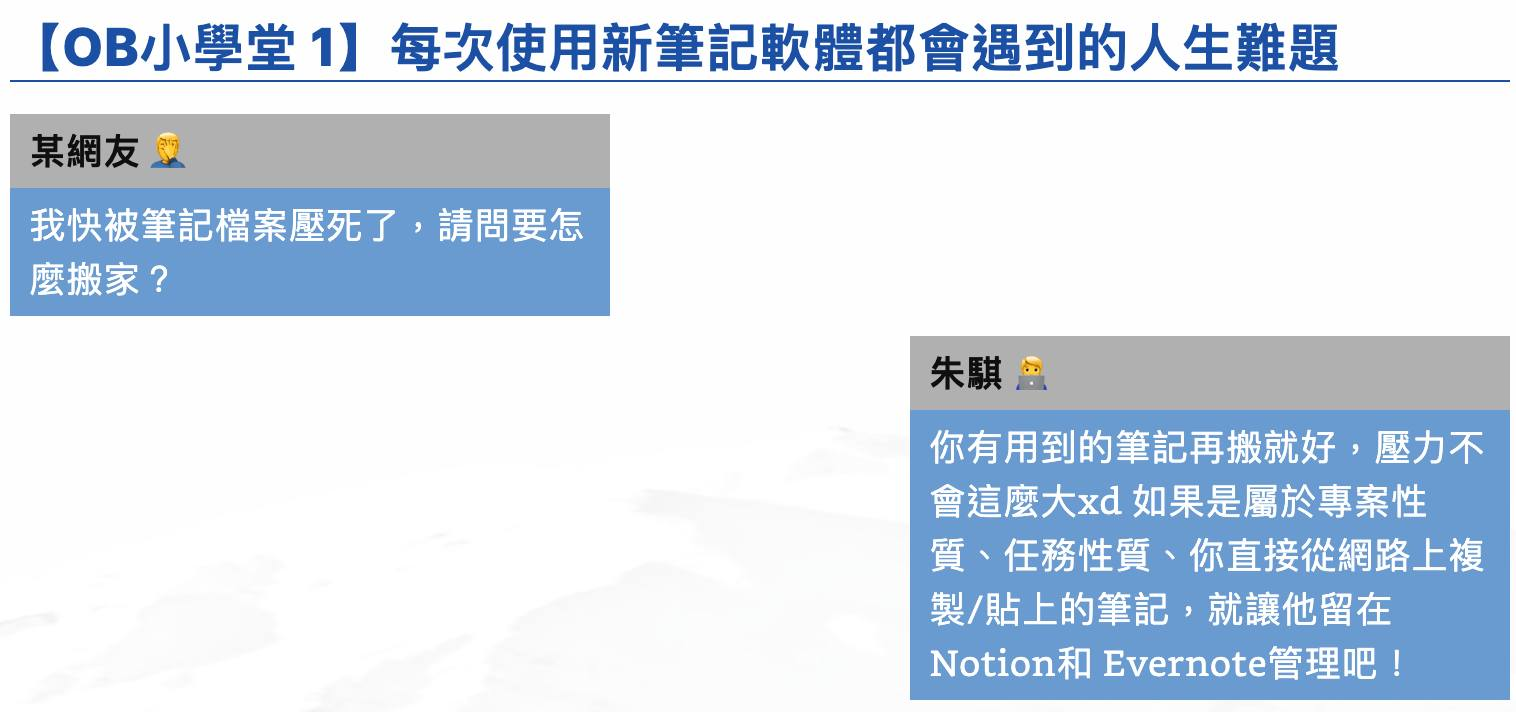 【OB小學堂 1】每次使用新筆記軟體都會遇到的人生難題
某網友 🤦‍♂️
我快被筆記檔案壓死了，請問要怎
麼搬家？
朱騏 👨‍💻
你有用到的筆記再搬就好，壓力不
會這麼大xd 如果是屬於專案性
質、任務性質、你直接從網路上複
製/貼上的筆記，就讓他留在
Notion和 Evernote管理吧！